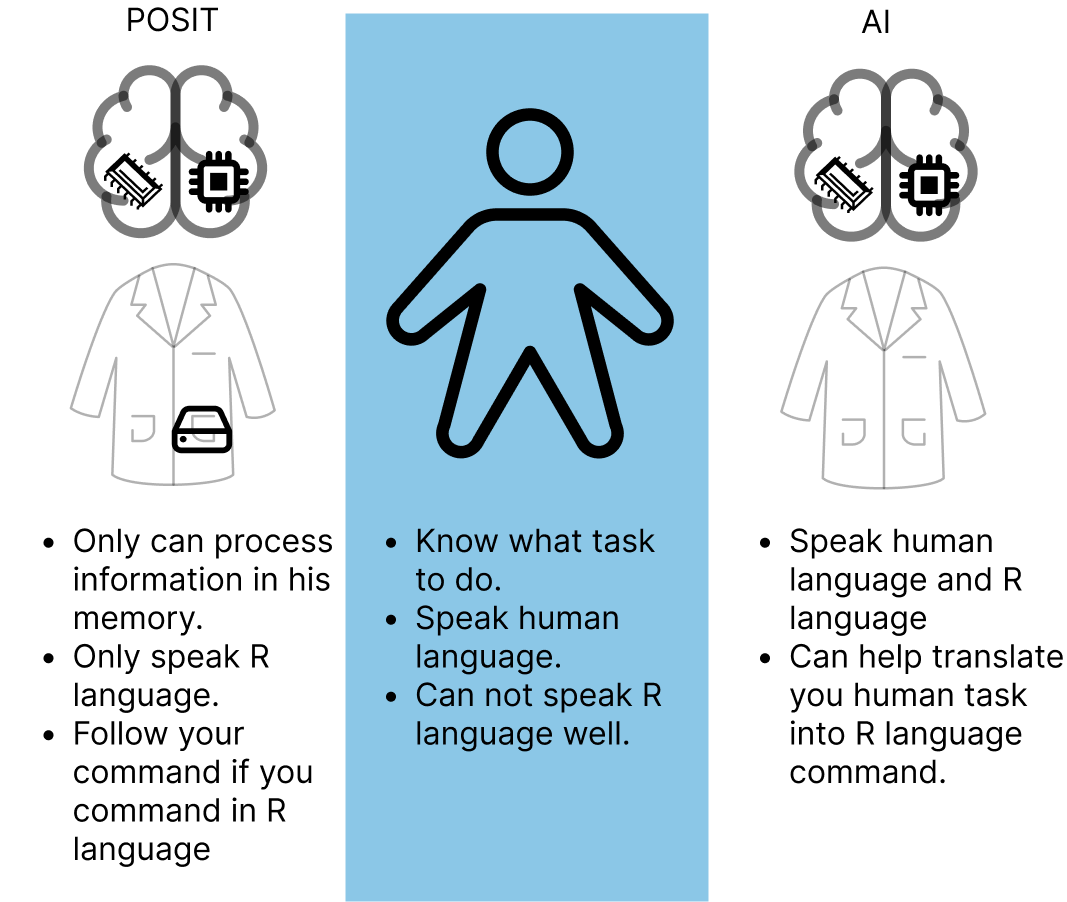 POSIT
• Only can process
information in his
memory.
• Only speak R
language.
• Follow your
command if you
command in R
language
• Know what task
to do.
• Speak human
language.
• Can not speak R
language well.
AI
• Speak human
language and R
language
• Can help translate
you human task
into R language
command.